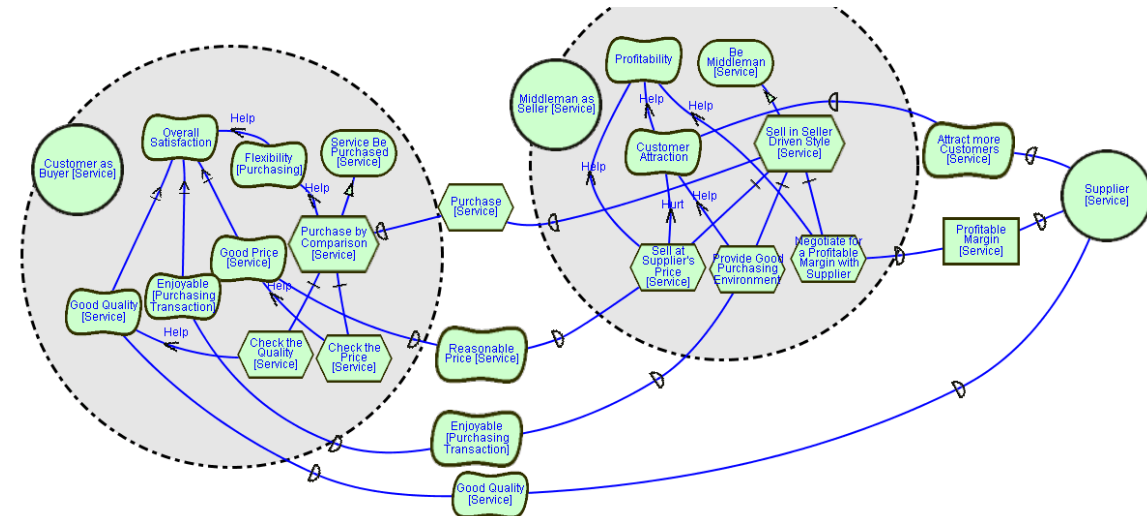 Customer as
Buyer [Service]
Overall
Satisfaction
Help
Flexibility
[Purchasing]
Service Be
Purchased
[Service]
Help
Purchase by
Comparison
[Service]
Good Price
[Service]
Enjoyable
[Purchasing
Transaction]
Good Quality
[Service]
Help
Help
Check the
Quality
[Service]
Check the
Price
[Service]
Purchase
[Service]
Reasonable
Price [Service]
Enjoyable
[Purchasing
Transaction]
Good Quality
[Service]
Middleman as
Seller [Service]
Profitability
Be
Middleman
[Service]
Help
Help
Help
Customer
Attraction
Sell in Seller
Driven Style
[Service]
Hurt
Help
Sell at
Supplier's
Price
[Service]
Provide Good
Purchasing
Environment
Negotiate for
a Profitable
Margin with
Supplier
Attract more
Customers
[Service]
Profitable
Margin
[Service]
Supplier
[Service]